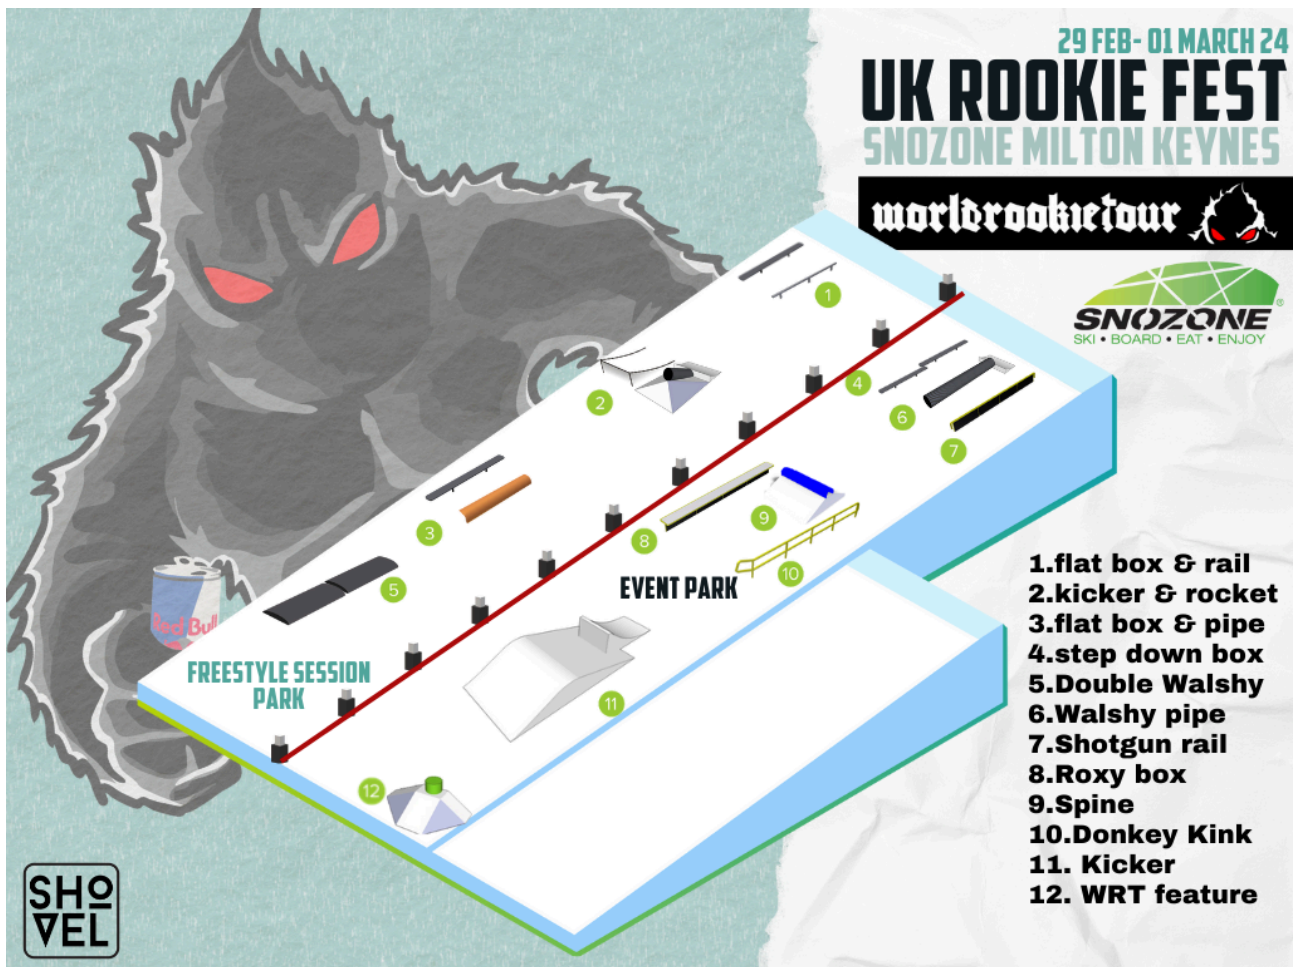 29 FEB- 01 MARCH 24
UK ROOKIE FEST
SNOZONE MILTON KEYNES
worldrookietour
SNOZONE
SKI • BOARD • EAT • ENJOY
1
2
3
4
5
6
7
8
9
10
11
12
EVENT PARK
FREESTYLE SESSION
PARK
Red Bull
1.flat box & rail
2.kicker & rocket
3.flat box & pipe
4.step down box
5.Double Walshy
6.Walshy pipe
7.Shotgun rail
8.Roxy box
9.Spine
10.Donkey Kink
11. Kicker
12. WRT feature
SHO
VEL